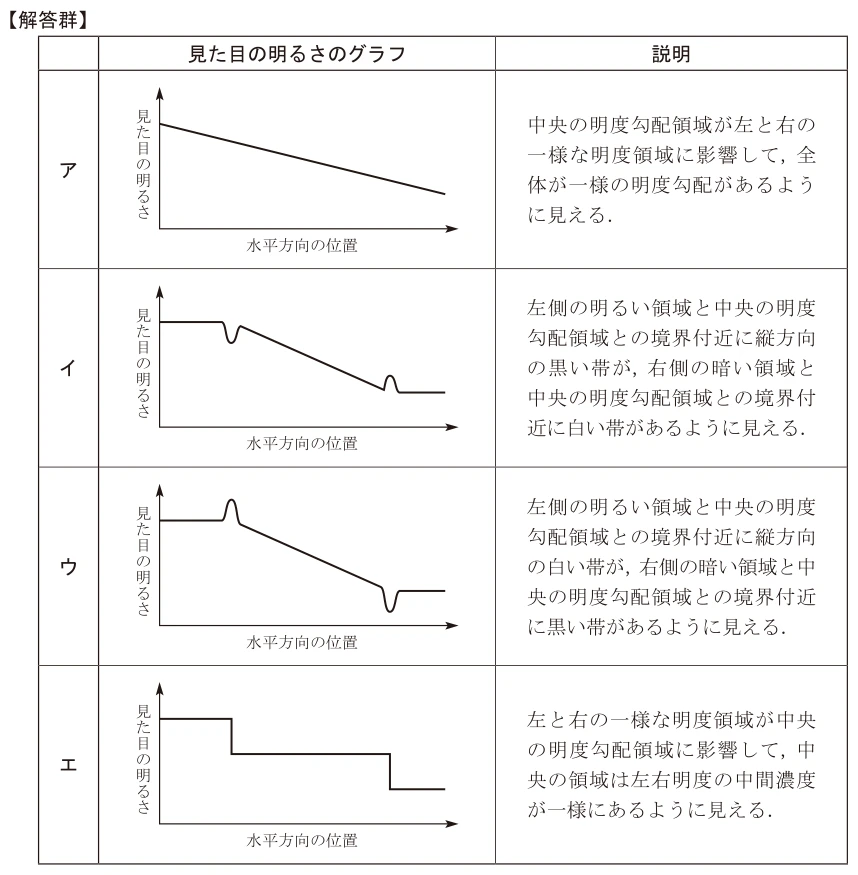 【解答群】
見た目の明るさのグラフ
説明
ア
見た目の明るさ
水平方向の位置
中央の明度勾配領域が左と右の
一様な明度領域に影響して，全
体が一様の明度勾配があるよう
に見える．
イ
見た目の明るさ
水平方向の位置
左側の明るい領域と中央の明度
勾配領域との境界付近に縦方向
の黒い帯が，右側の暗い領域と
中央の明度勾配領域との境界付
近に白い帯があるように見える．
ウ
見た目の明るさ
水平方向の位置
左側の明るい領域と中央の明度
勾配領域との境界付近に縦方向
の白い帯が，右側の暗い領域と中
央の明度勾配領域との境界付近
に黒い帯があるように見える．
エ
見た目の明るさ
水平方向の位置
左と右の一様な明度領域が中央
の明度勾配領域に影響して，中
央の領域は左右明度の中間濃度
が一様にあるように見える．